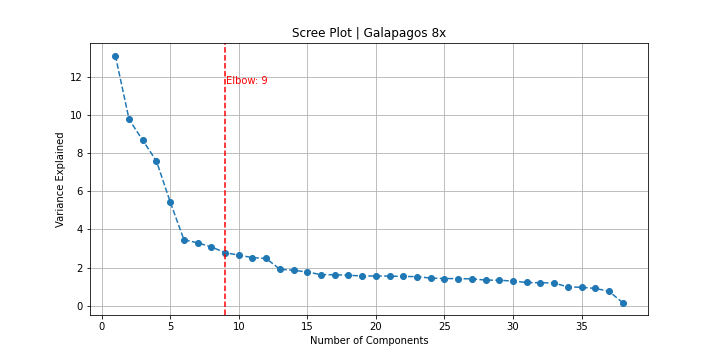 Scree Plot | Galapagos 8x
Variance Explained
12
10
8
6
4
2
0
Elbow: 9
0 5 10 15 20 25 30 35
Number of Components